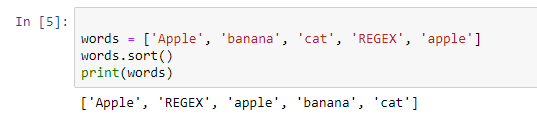 In [5]:
words = ['Apple', 'banana', 'cat', 'REGEX', 'apple']
words.sort()
print(words)
['Apple', 'REGEX', 'apple', 'banana', 'cat']